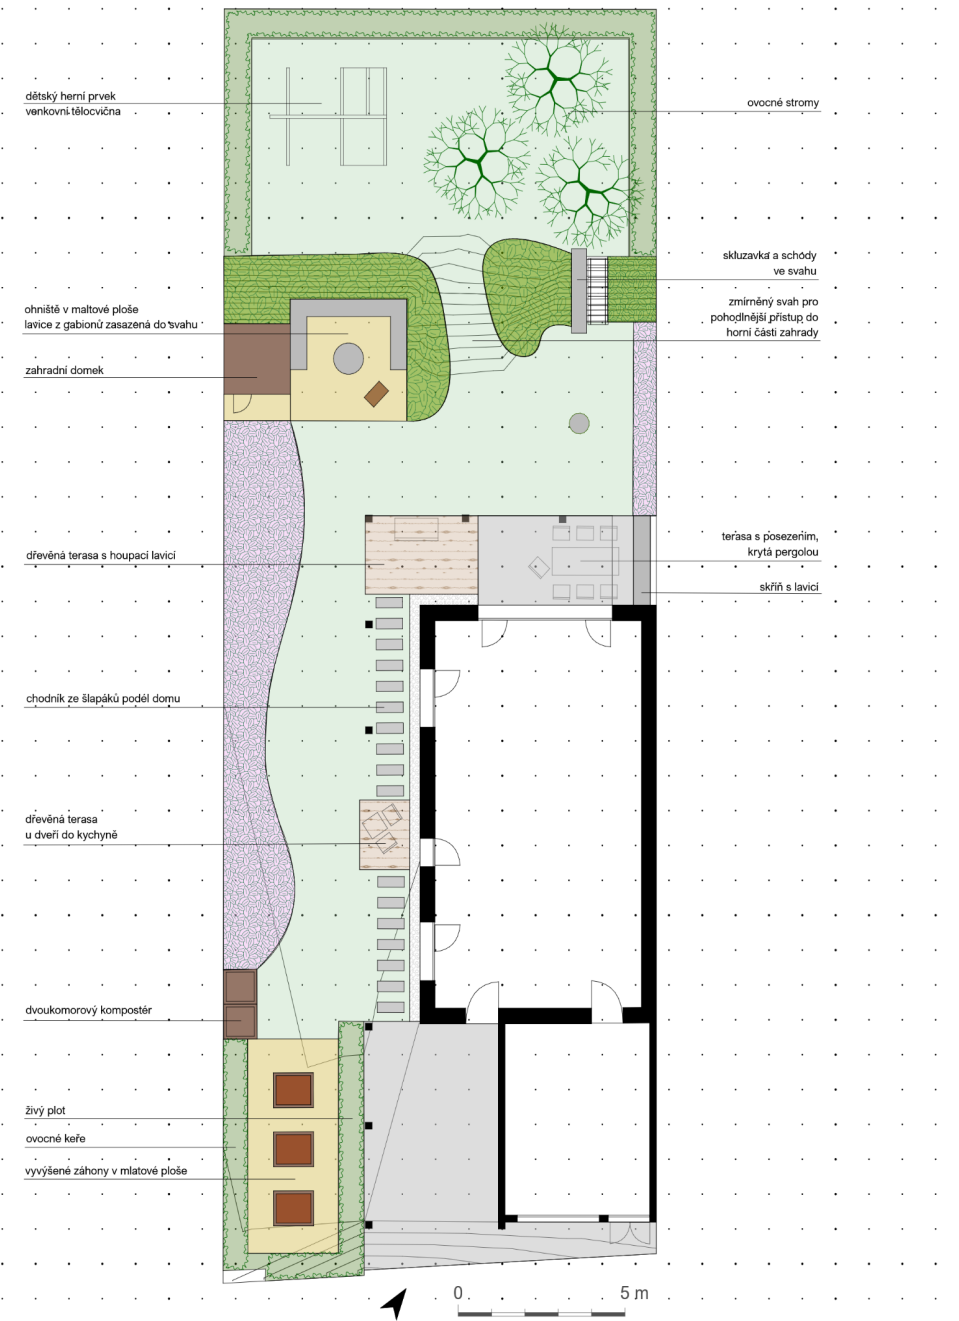 dětský herní prvek
venkovní tělocvična
ovocné stromy
skluzavka a schody
ve svahu
zmírněný svah pro
pohodlnější přístup do
horní části zahrady
ohniště v maltové ploše
lavice z gabionů zasazená do svahu
zahradní domek
terasa s posezením,
krytá pergolou
skříň s lavicí
dřevěná terasa s houpací lavicí
chodník ze šlapáků podél domu
dřevěná terasa
u dveří do kychyně
dvoukomorový kompostér
živý plot
ovocné keře
vyvýšené záhony v mlatové ploše
0 5 m